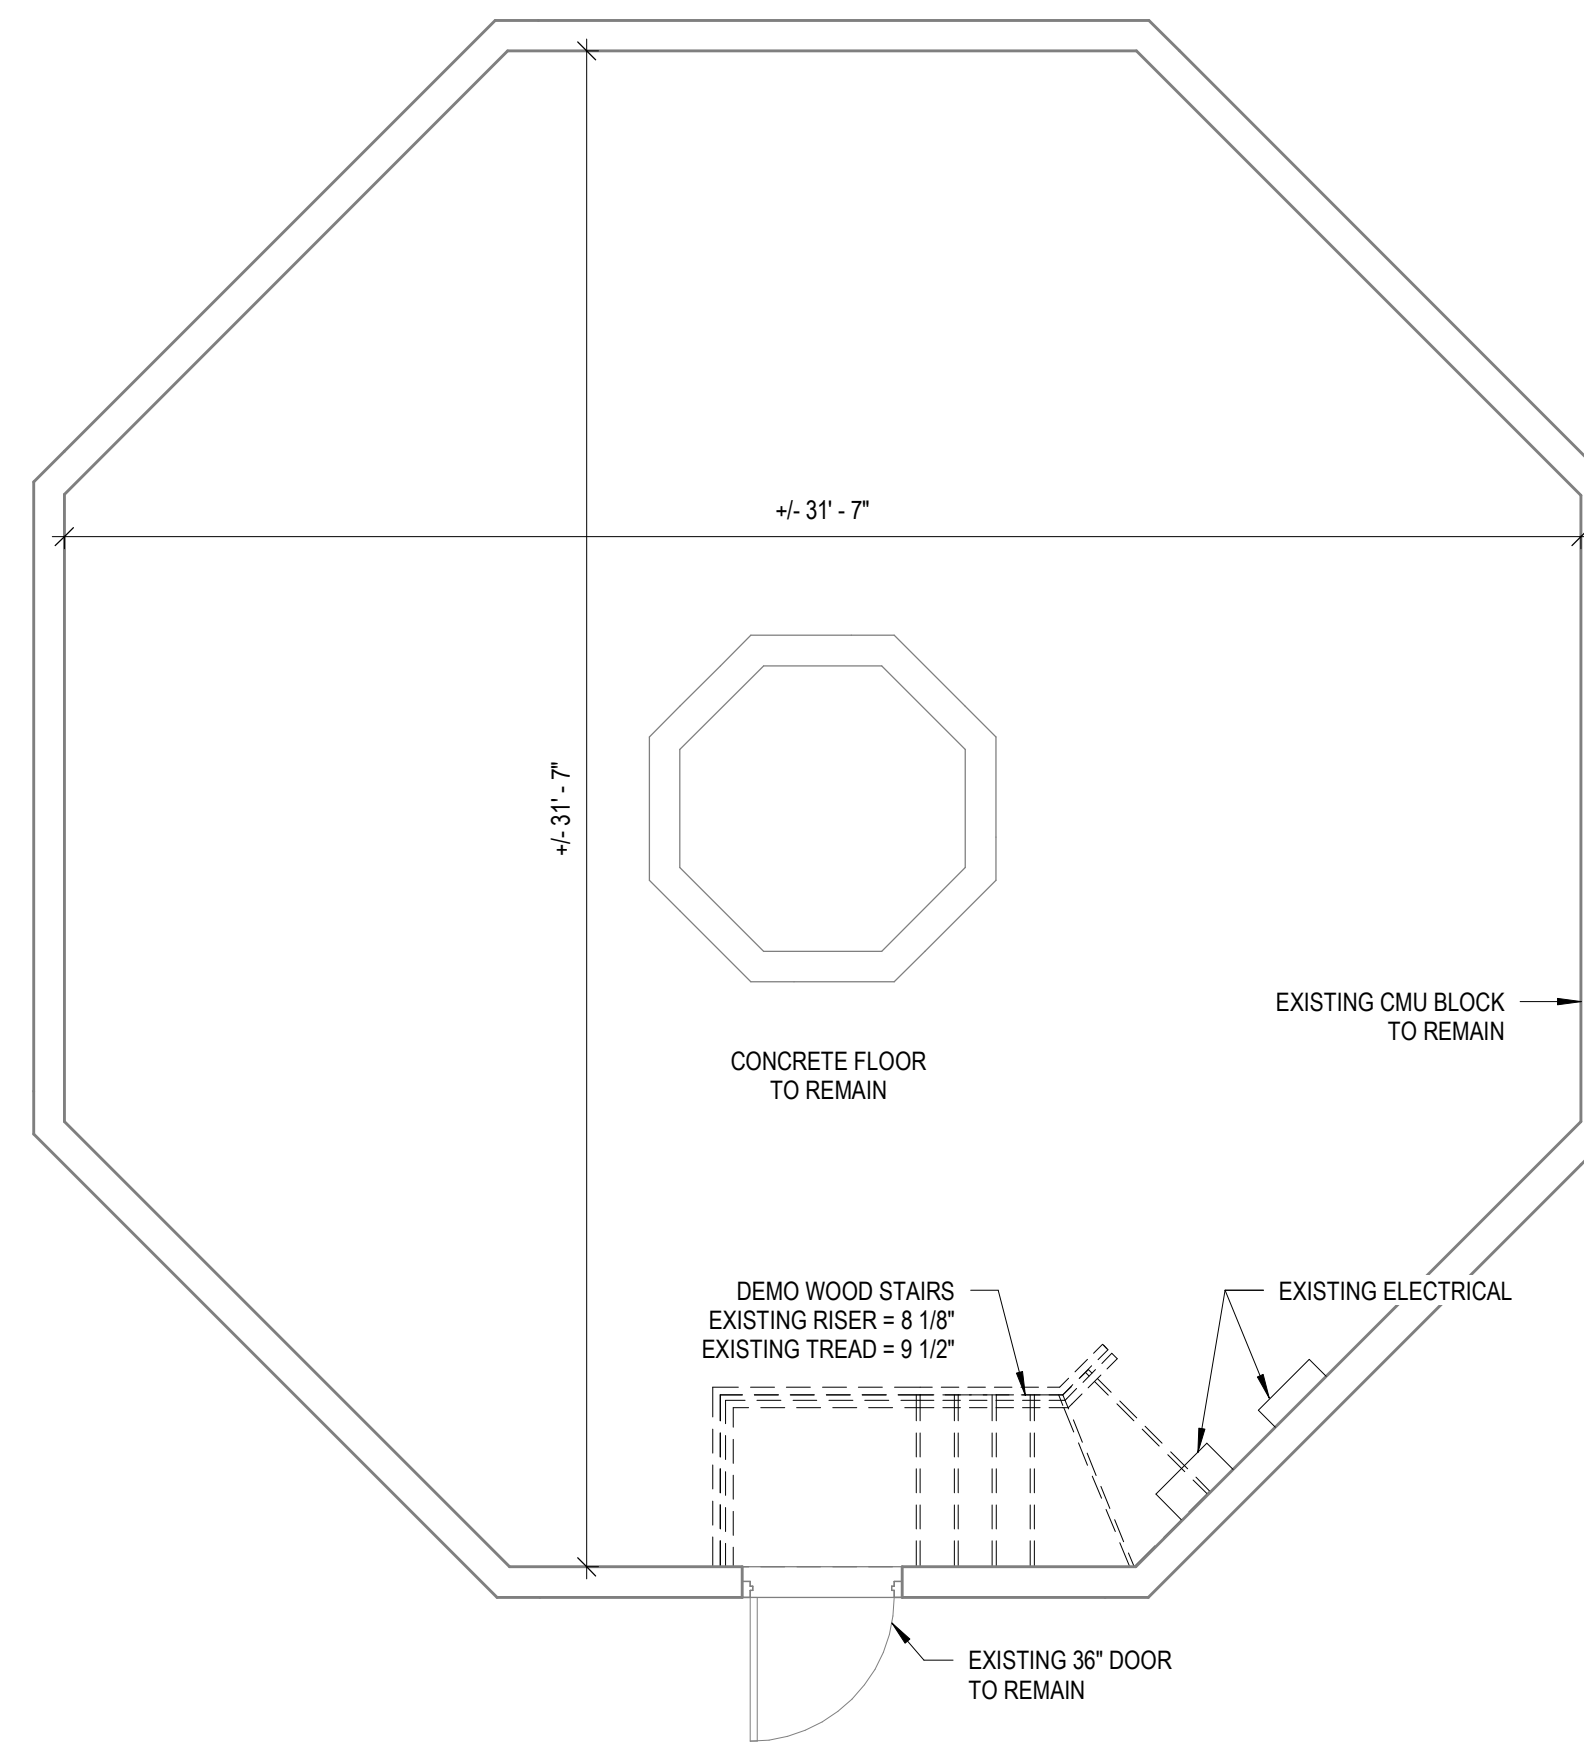 +/- 31' - 7"
+/- 31' - 7"
EXISTING CMU BLOCK
TO REMAIN
CONCRETE FLOOR
TO REMAIN
DEMO WOOD STAIRS
EXISTING RISER = 8 1/8"
EXISTING TREAD = 9 1/2"
EXISTING ELECTRICAL
EXISTING 36" DOOR
TO REMAIN